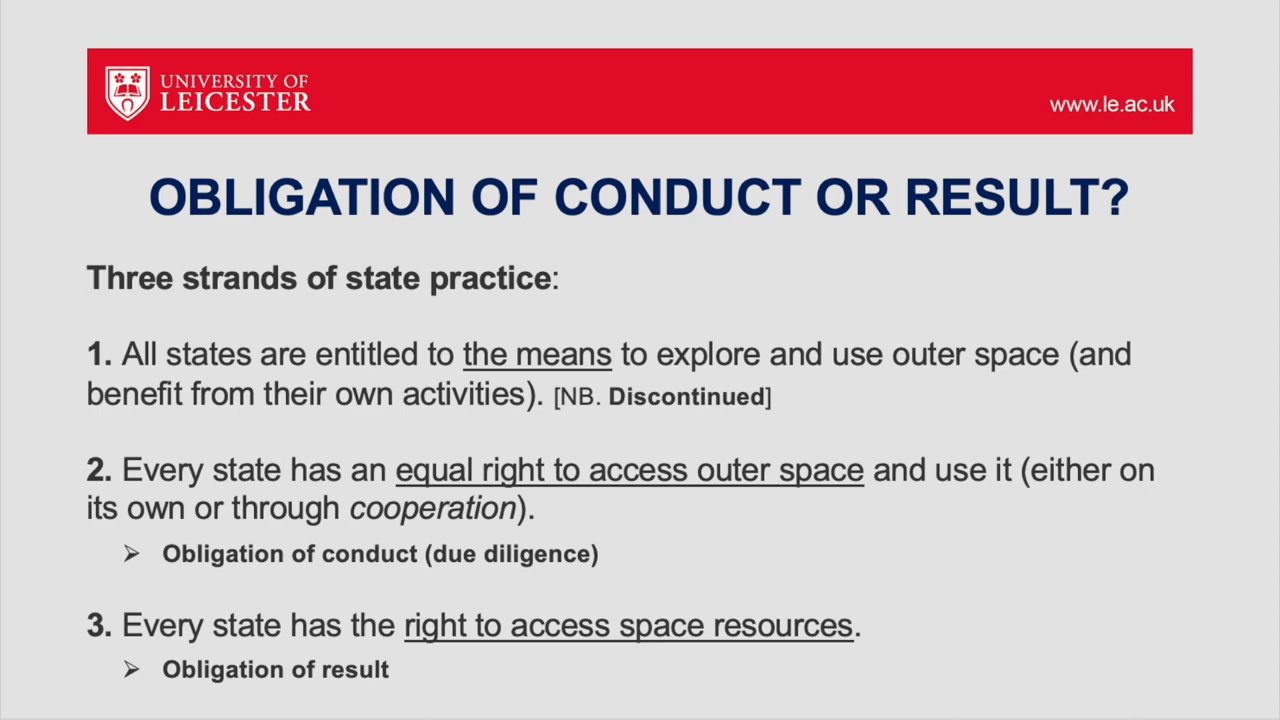 UNIVERSITY OF
LEICESTER
www.le.ac.uk
OBLIGATION OF CONDUCT OR RESULT?
Three strands of state practice:
1. All states are entitled to the means to explore and use outer space (and
benefit from their own activities). [NB. Discontinued]
2. Every state has an equal right to access outer space and use it (either on
its own or through cooperation).
➢ Obligation of conduct (due diligence)
3. Every state has the right to access space resources.
➢ Obligation of result